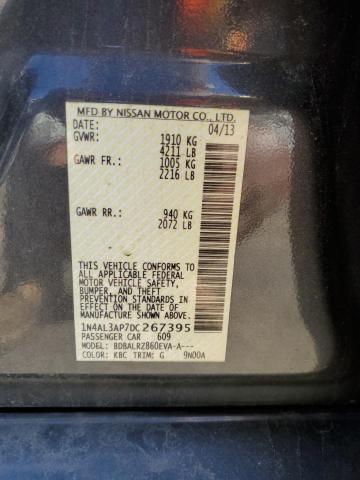 MFD BY NISSAN MOTOR CO., LTD.
DATE: 04/13
GVWR: 1910 KG
4211 LB
GAWR FR: 1005 KG
2216 LB
GAWR RR: 940 KG
2072 LB
THIS VEHICLE CONFORMS TO
ALL APPLICABLE FEDERAL
MOTOR VEHICLE SAFETY,
BUMPER, AND THEFT
PREVENTION STANDARDS IN
EFFECT ON THE DATE OF
MANUFACTURE SHOWN ABOVE.
1N4AL3AP7DC267395
PASSENGER CAR 609
MODEL: BDBALRZ860EVA-A---
COLOR: KBC TRIM: G 9N00A